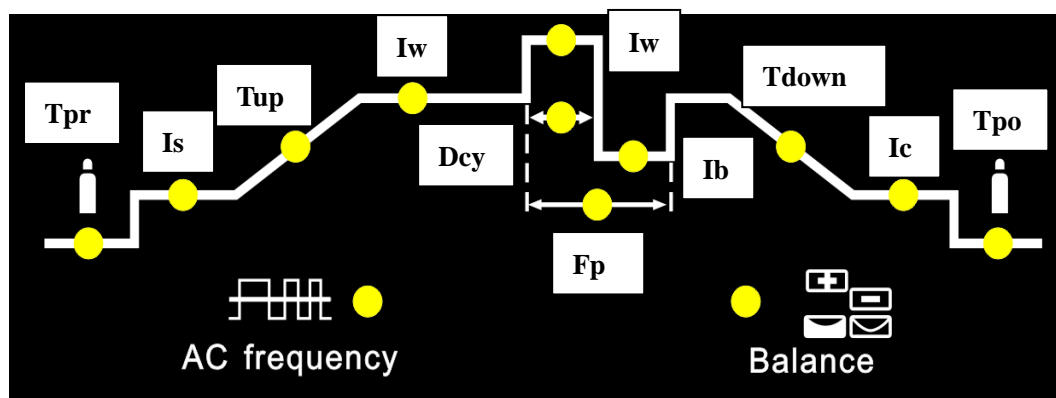 Tpr
Is
Tup
Iw
Dcy
Iw
Ib
Fp
Tdown
Ic
Tpo
AC frequency
Balance